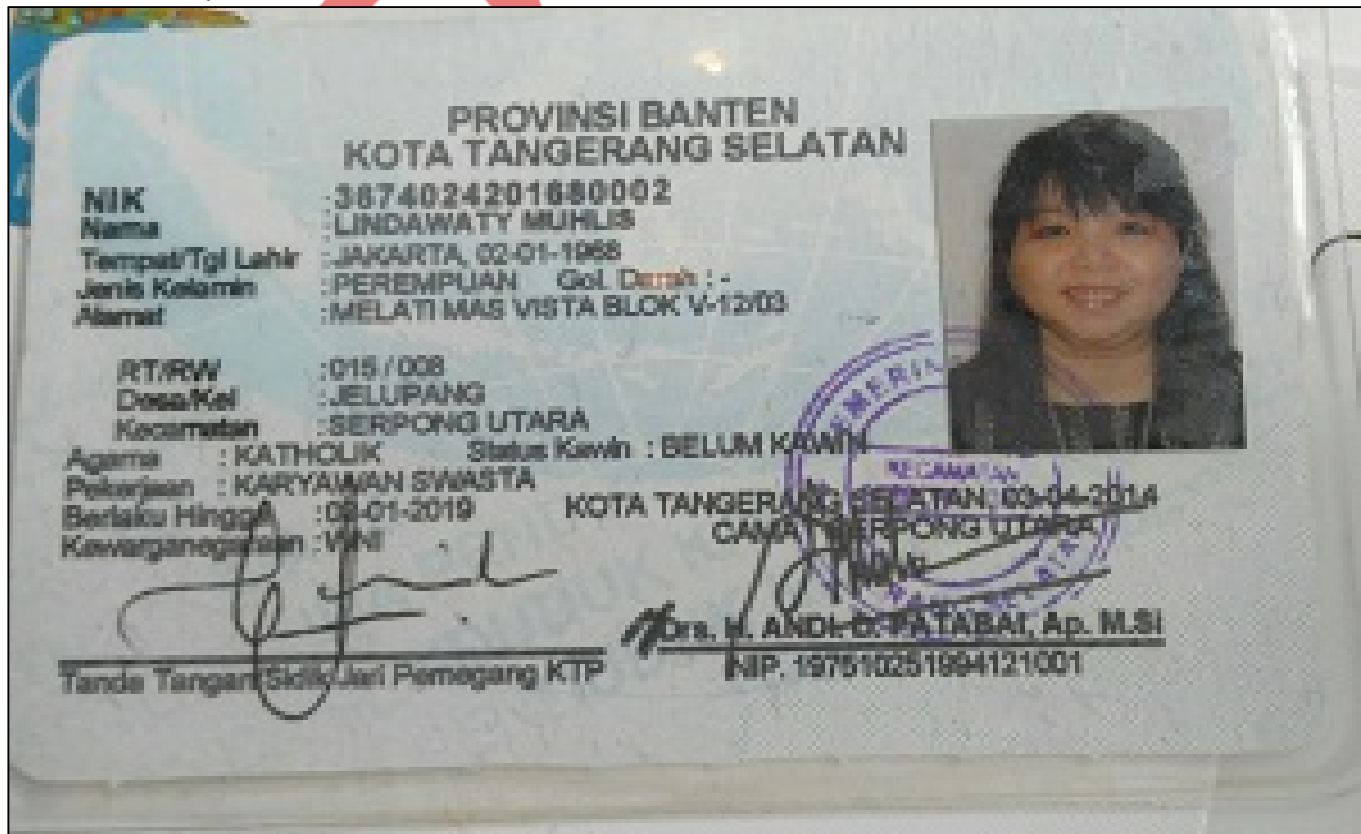 PROVINSI BANTEN
KOTA TANGERANG SELATAN
NIK : 3674024201680002
Nama : LINDAWATY MUHLIS
Tempat/Tgl Lahir : JAKARTA, 02-01-1968
Jenis Kelamin : PEREMPUAN Gol. Darah : -
Alamat : MELATI MAS VISTA BLOK V-12/03
RT/RW : 015 / 008
Desa/Kel : JELUPANG
Kecamatan : SERPONG UTARA
Agama : KATHOLIK Status Kawin : BELUM KAWIN
Pekerjaan : KARYAWAN SWASTA
KOTA TANGERANG SELATAN, 03-04-2014
Berlaku Hingga :
CAMAT SERPONG UTARA
Kewarganegaraan : WNI
KECAMATAN
Drs. H. ANDI. D. PATABAI, Ap. M.Si
Tanda Tangan/Sidik Jari Pemegang KTP
NIP. 197510251994121001